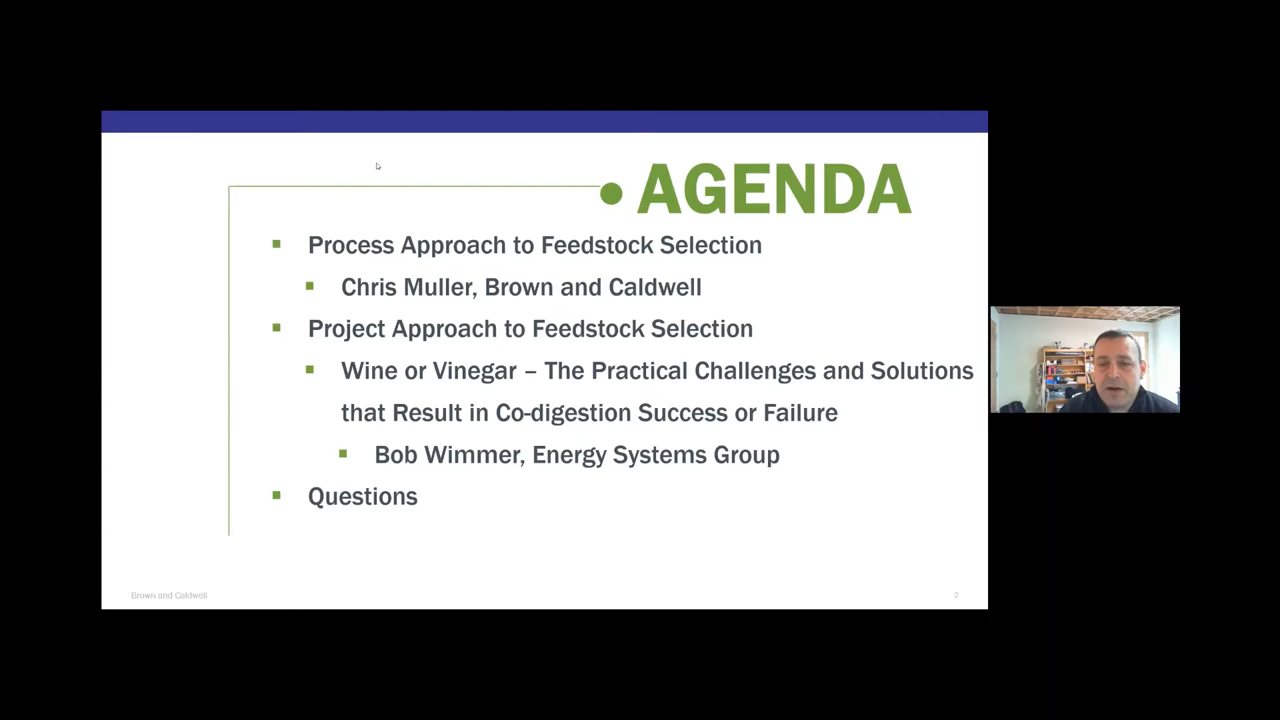 AGENDA
Process Approach to Feedstock Selection
Chris Muller, Brown and Caldwell
Project Approach to Feedstock Selection
Wine or Vinegar – The Practical Challenges and Solutions
that Result in Co-digestion Success or Failure
Bob Wimmer, Energy Systems Group
Questions
Brown and Caldwell
2